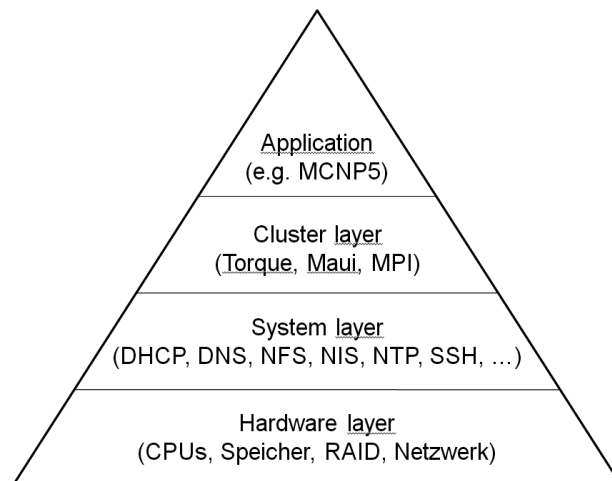 Application
(e.g. MCNP5)
Cluster layer
(Torque, Maui, MPI)
System layer
(DHCP, DNS, NFS, NIS, NTP, SSH, …)
Hardware layer
(CPUs, Speicher, RAID, Netzwerk)